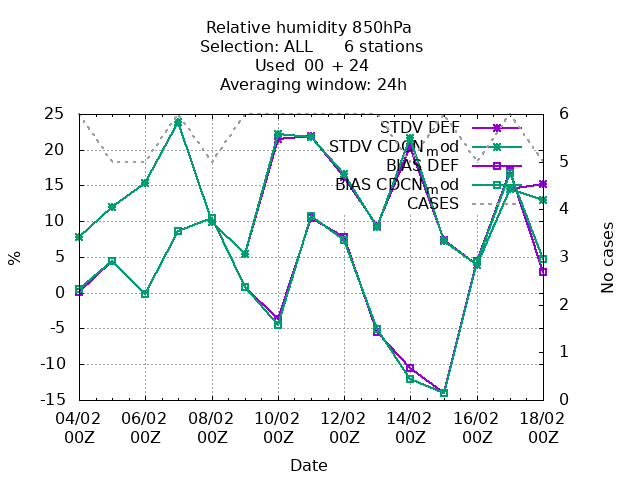 Relative humidity 850hPa
Selection: ALL      6 stations
Used  00 + 24
Averaging window: 24h
25
20
15
10
5
0
-5
-10
-15
%
6
5
4
3
2
1
0
No cases
STDV DEF
STDV CDCN_mod
BIAS DEF
BIAS CDCN_mod
CASES
04/02 06/02 08/02 10/02 12/02 14/02 16/02 18/02
00Z 00Z 00Z 00Z 00Z 00Z 00Z 00Z
Date